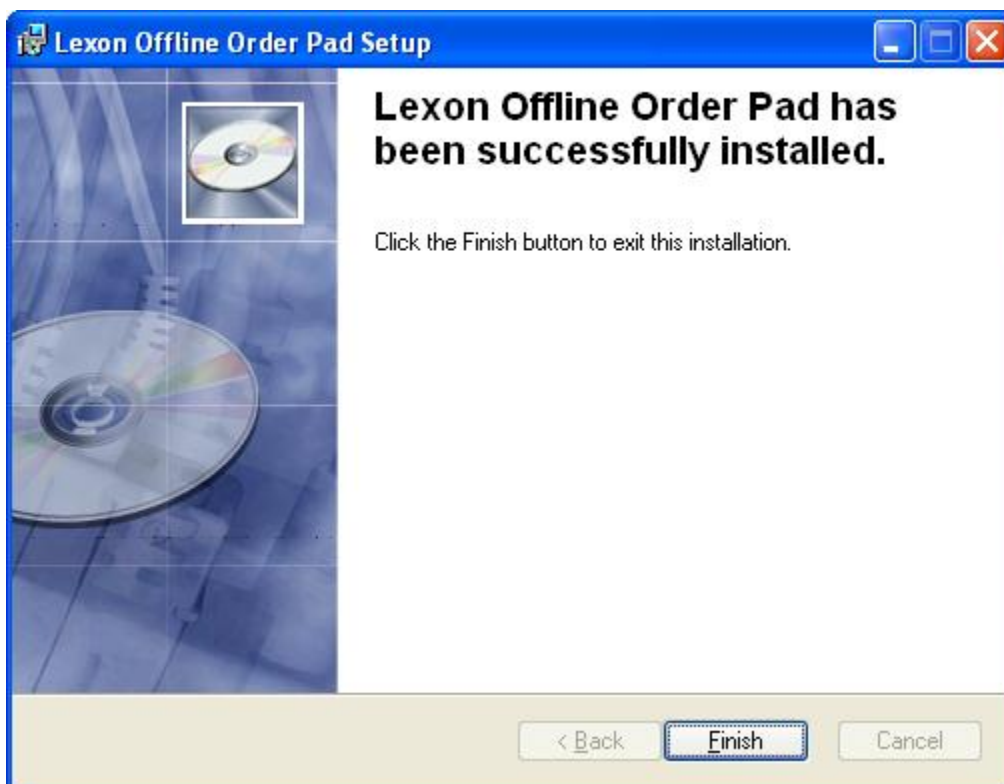 Lexon Offline Order Pad Setup
Lexon Offline Order Pad has
been successfully installed.
Click the Finish button to exit this installation.
< Back
Finish
Cancel